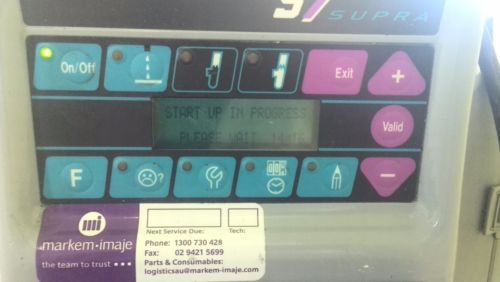 S7
SUPRA
On/Off
Exit
+
START UP IN PROGRESS
PLEASE WAIT
Valid
F
?
-
markem·imaje
the team to trust
Next Service Due:
Tech:
Phone: 1300 730 428
Fax: 02 9421 5699
Parts & Consumables:
logisticsau@markem-imaje.com